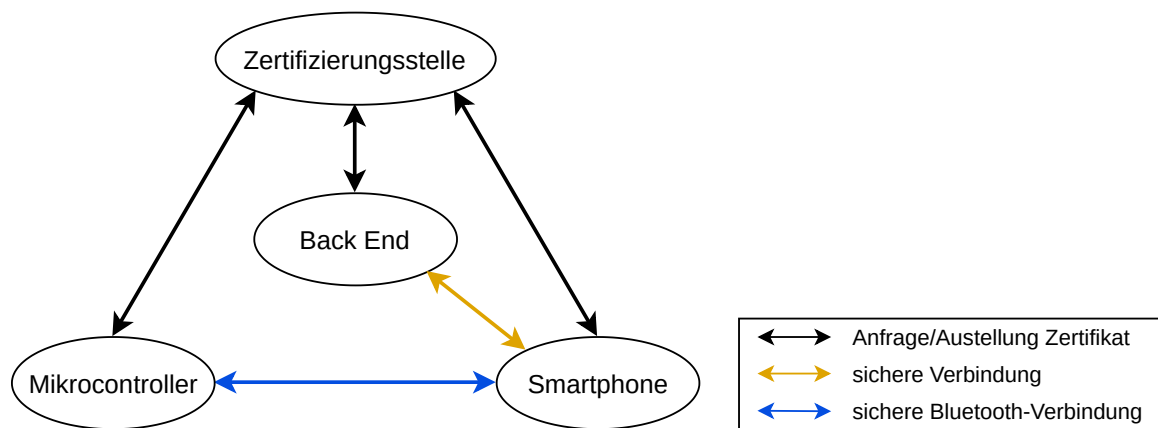 Zertifizierungsstelle
Back End
Mikrocontroller
Smartphone
Anfrage/Austellung Zertifikat
sichere Verbindung
sichere Bluetooth-Verbindung